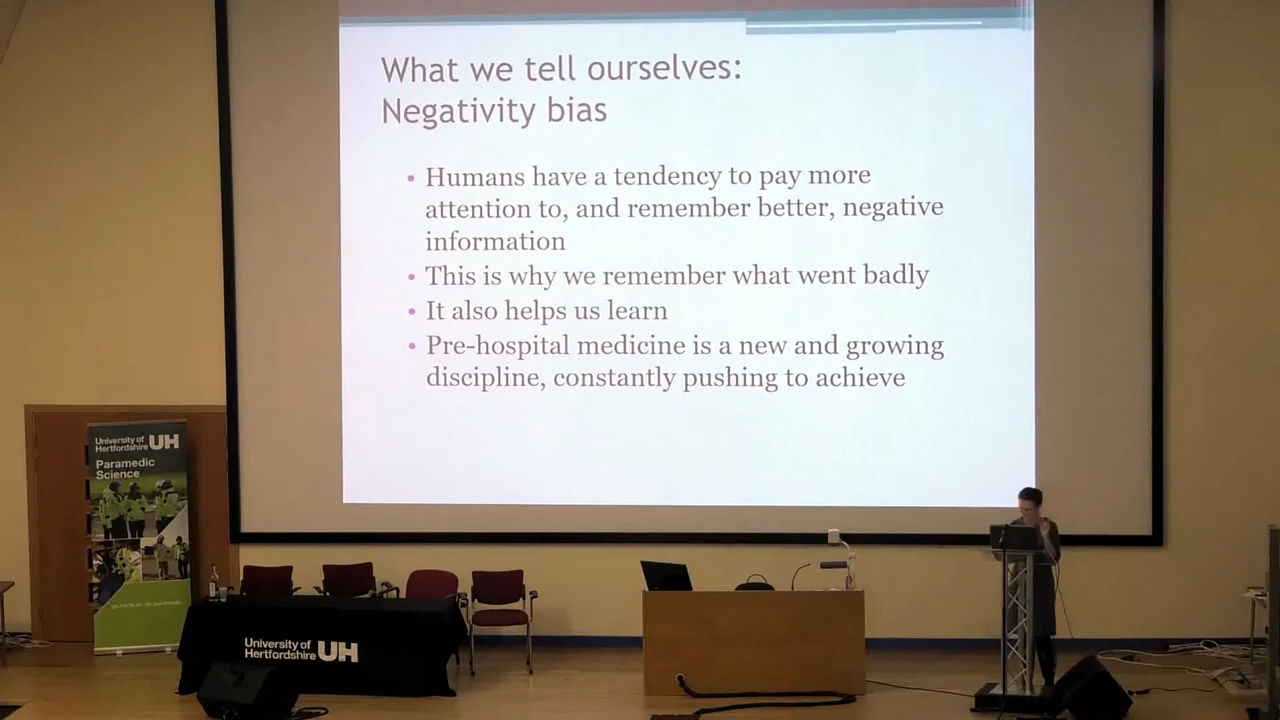 What we tell ourselves:
Negativity bias
• Humans have a tendency to pay more
attention to, and remember better, negative
information
• This is why we remember what went badly
• It also helps us learn
• Pre-hospital medicine is a new and growing
discipline, constantly pushing to achieve
University of
Hertfordshire UH
Paramedic
Science
University of
Hertfordshire UH